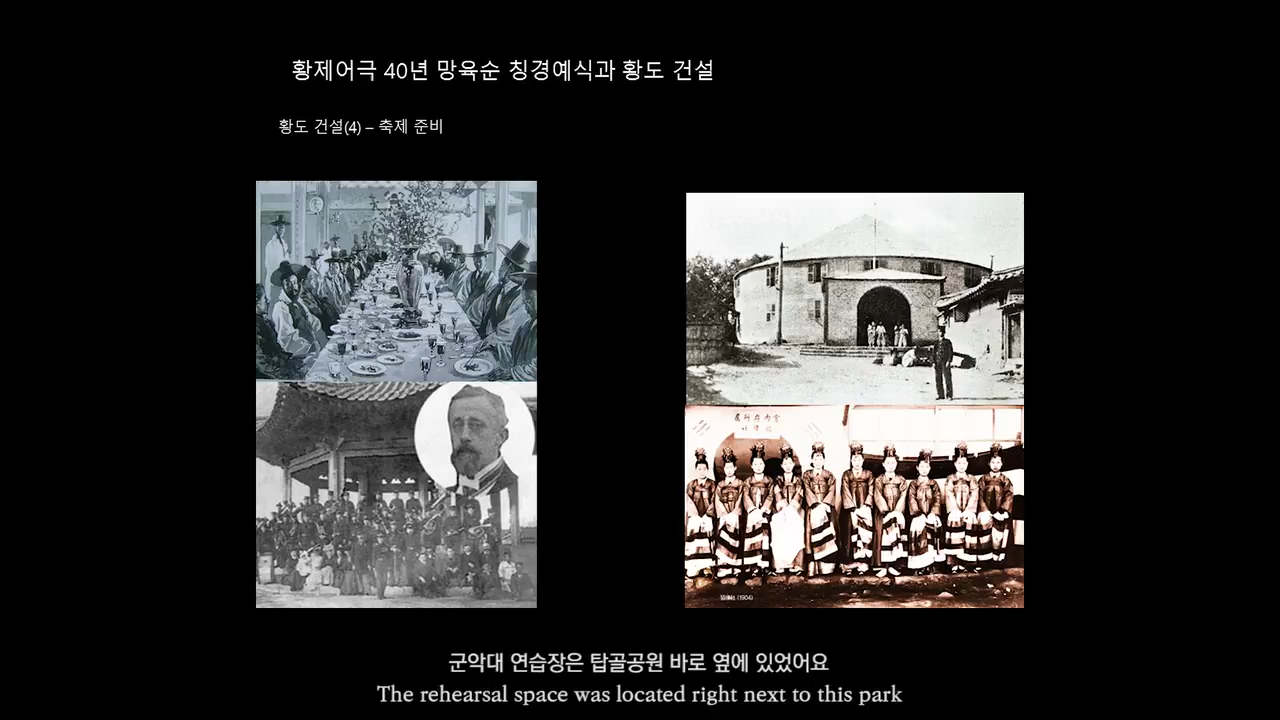 황제어극 40년 망육순 칭경예식과 황도 건설
황도 건설(4) – 축제 준비
군악대 연습장은 탑골공원 바로 옆에 있었어요
The rehearsal space was located right next to this park